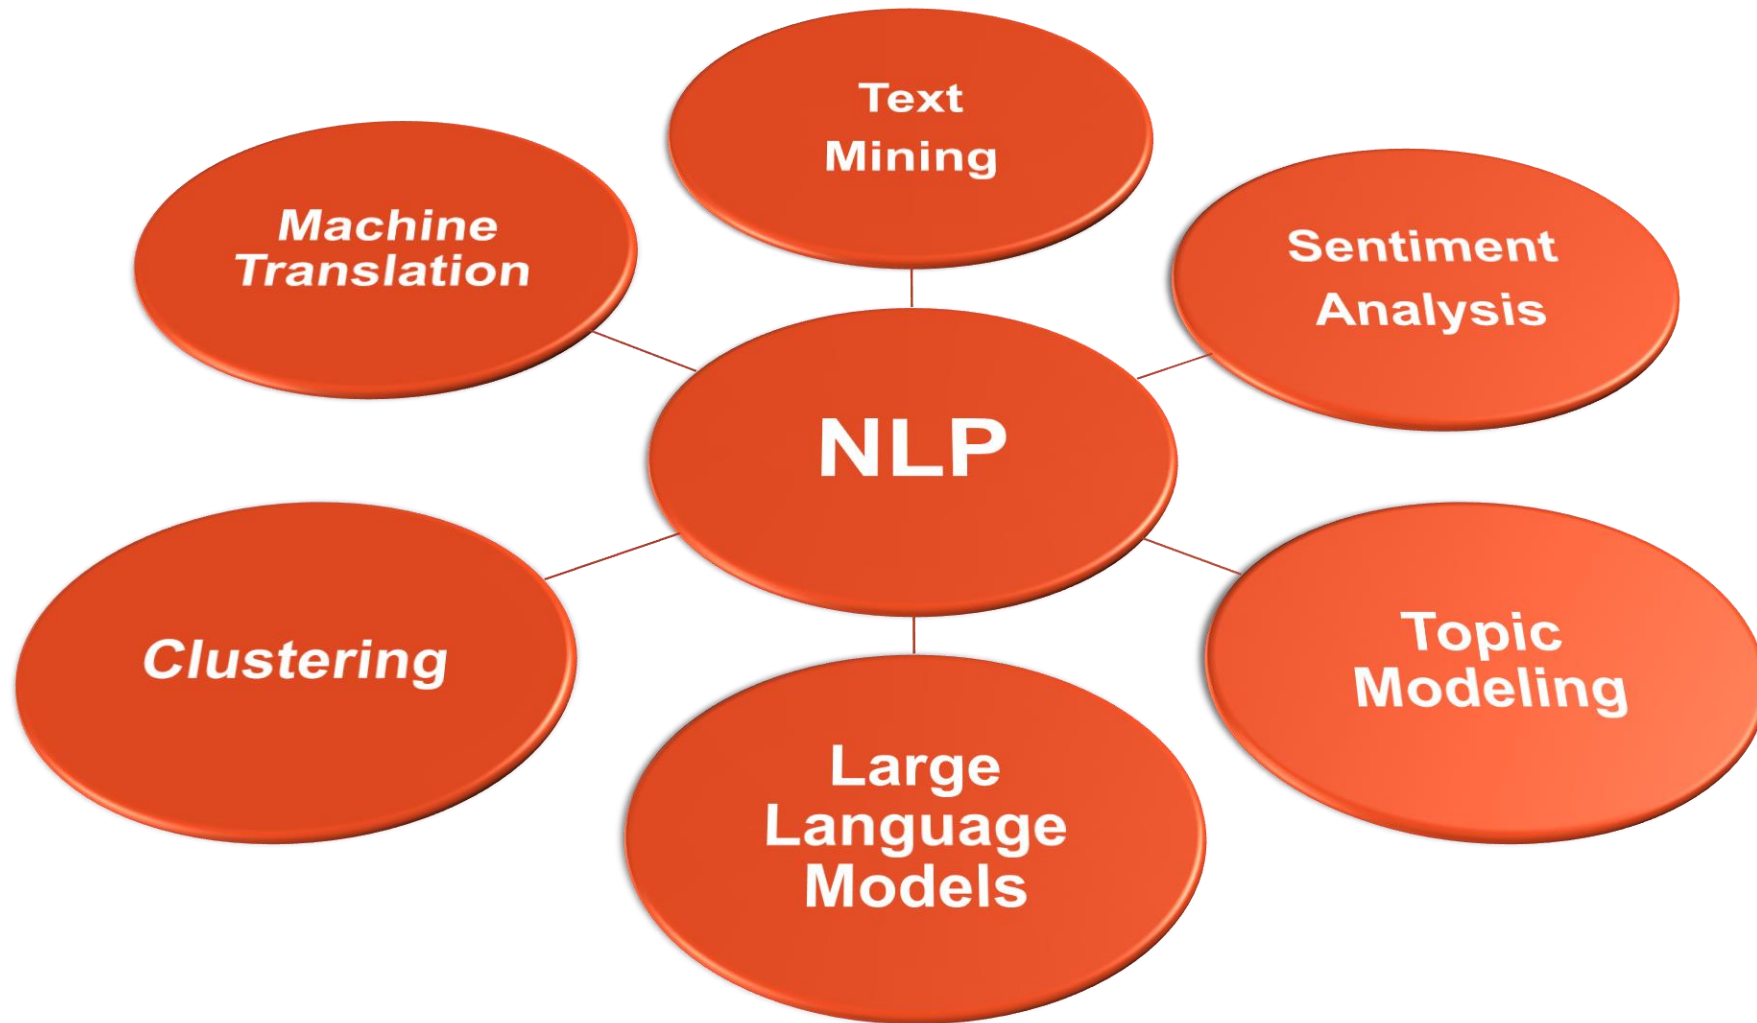 Text
Mining
Machine
Translation
Sentiment
Analysis
NLP
Clustering
Topic
Modeling
Large
Language
Models